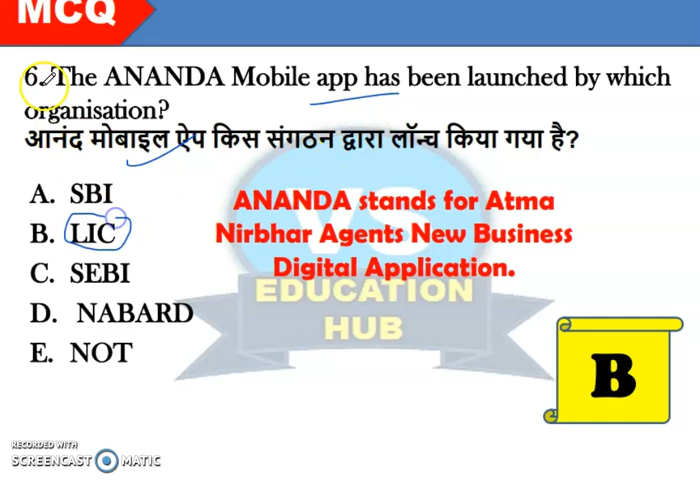 MCQ
6. The ANANDA Mobile app has been launched by which
organisation?
आनंद मोबाइल ऐप किस संगठन द्वारा लॉन्च किया गया है?
A. SBI
B. LIC
C. SEBI
D. NABARD
E. NOT
ANANDA stands for Atma
Nirbhar Agents New Business
Digital Application.
VS
EDUCATION
HUB
B
RECORDED WITH
SCREENCAST MATIC